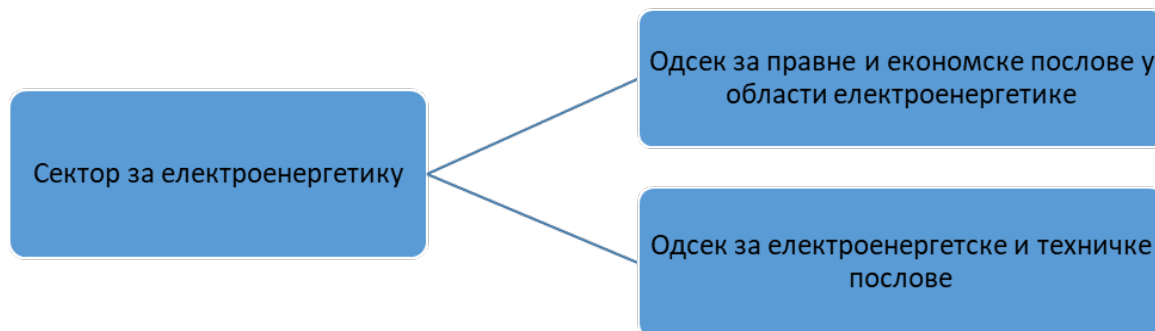 Сектор за електроенергетику
Одсек за правне и економске послове у
области електроенергетике
Одсек за електроенергетске и техничке
послове